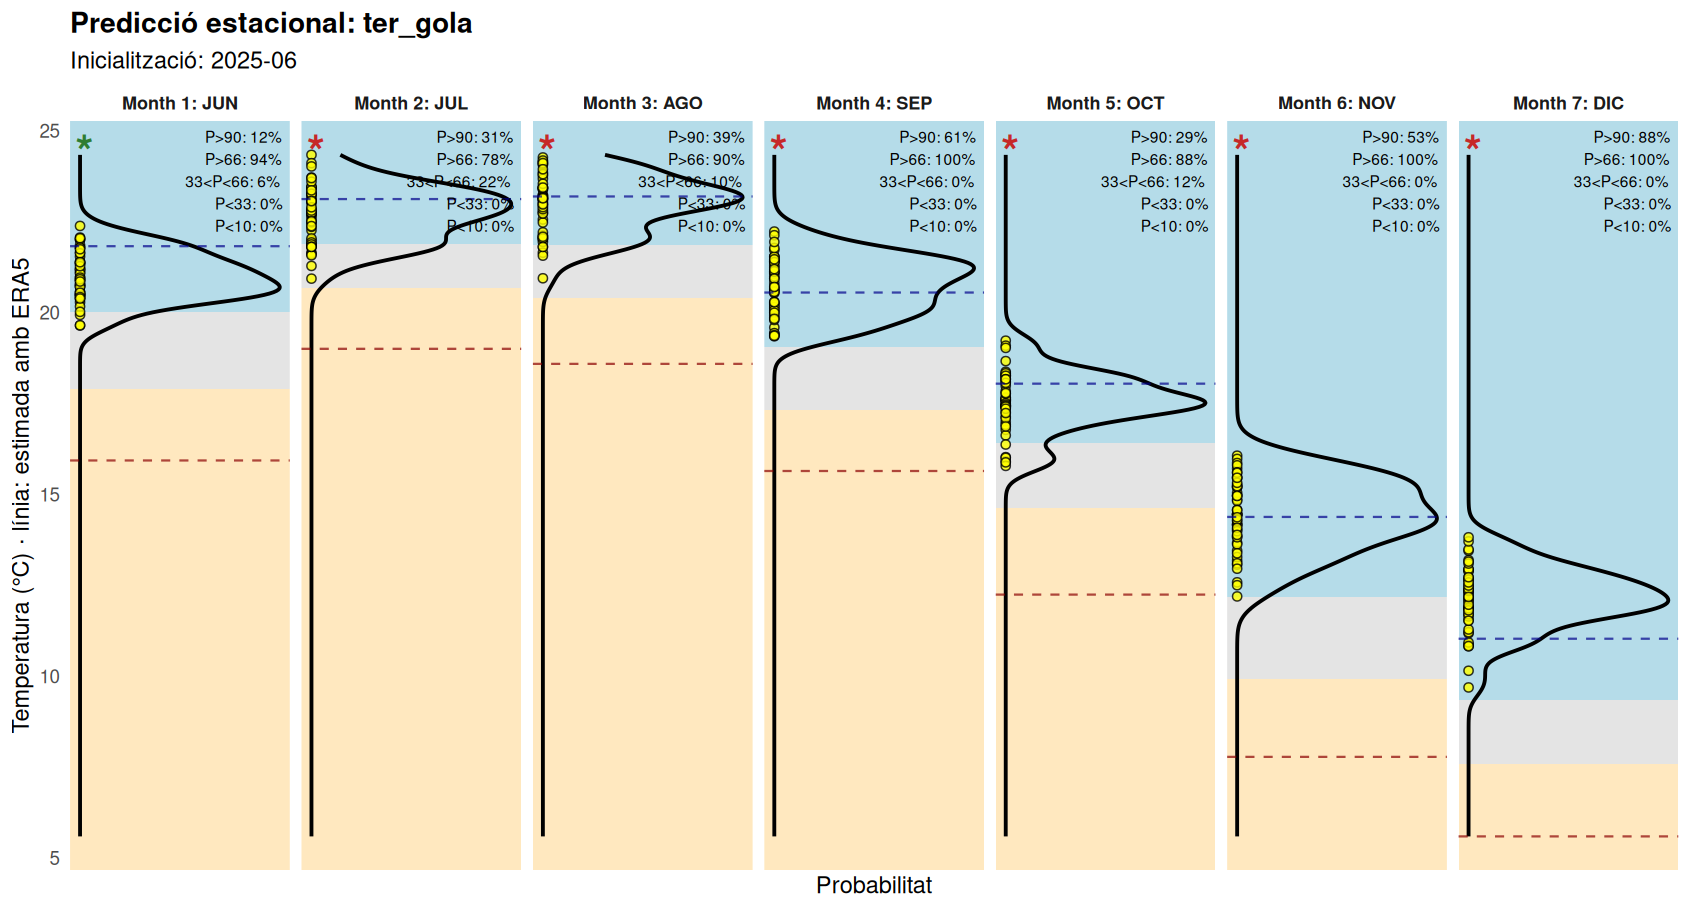 Predicció estacional: ter_gola
Inicialització: 2025-06
Month 1: JUN
Month 2: JUL
Month 3: AGO
Month 4: SEP
Month 5: OCT
Month 6: NOV
Month 7: DIC
P>90: 12%
P>66: 94%
33<P<66: 6%
P<33: 0%
P<10: 0%
P>90: 31%
P>66: 78%
33<P<66: 22%
P<33: 0%
P<10: 0%
P>90: 39%
P>66: 90%
33<P<66: 10%
P<33: 0%
P<10: 0%
P>90: 61%
P>66: 100%
33<P<66: 0%
P<33: 0%
P<10: 0%
P>90: 29%
P>66: 88%
33<P<66: 12%
P<33: 0%
P<10: 0%
P>90: 53%
P>66: 100%
33<P<66: 0%
P<33: 0%
P<10: 0%
P>90: 88%
P>66: 100%
33<P<66: 0%
P<33: 0%
P<10: 0%
25
20
15
10
5
Temperatura (°C) · línia: estimada amb ERA5
Probabilitat